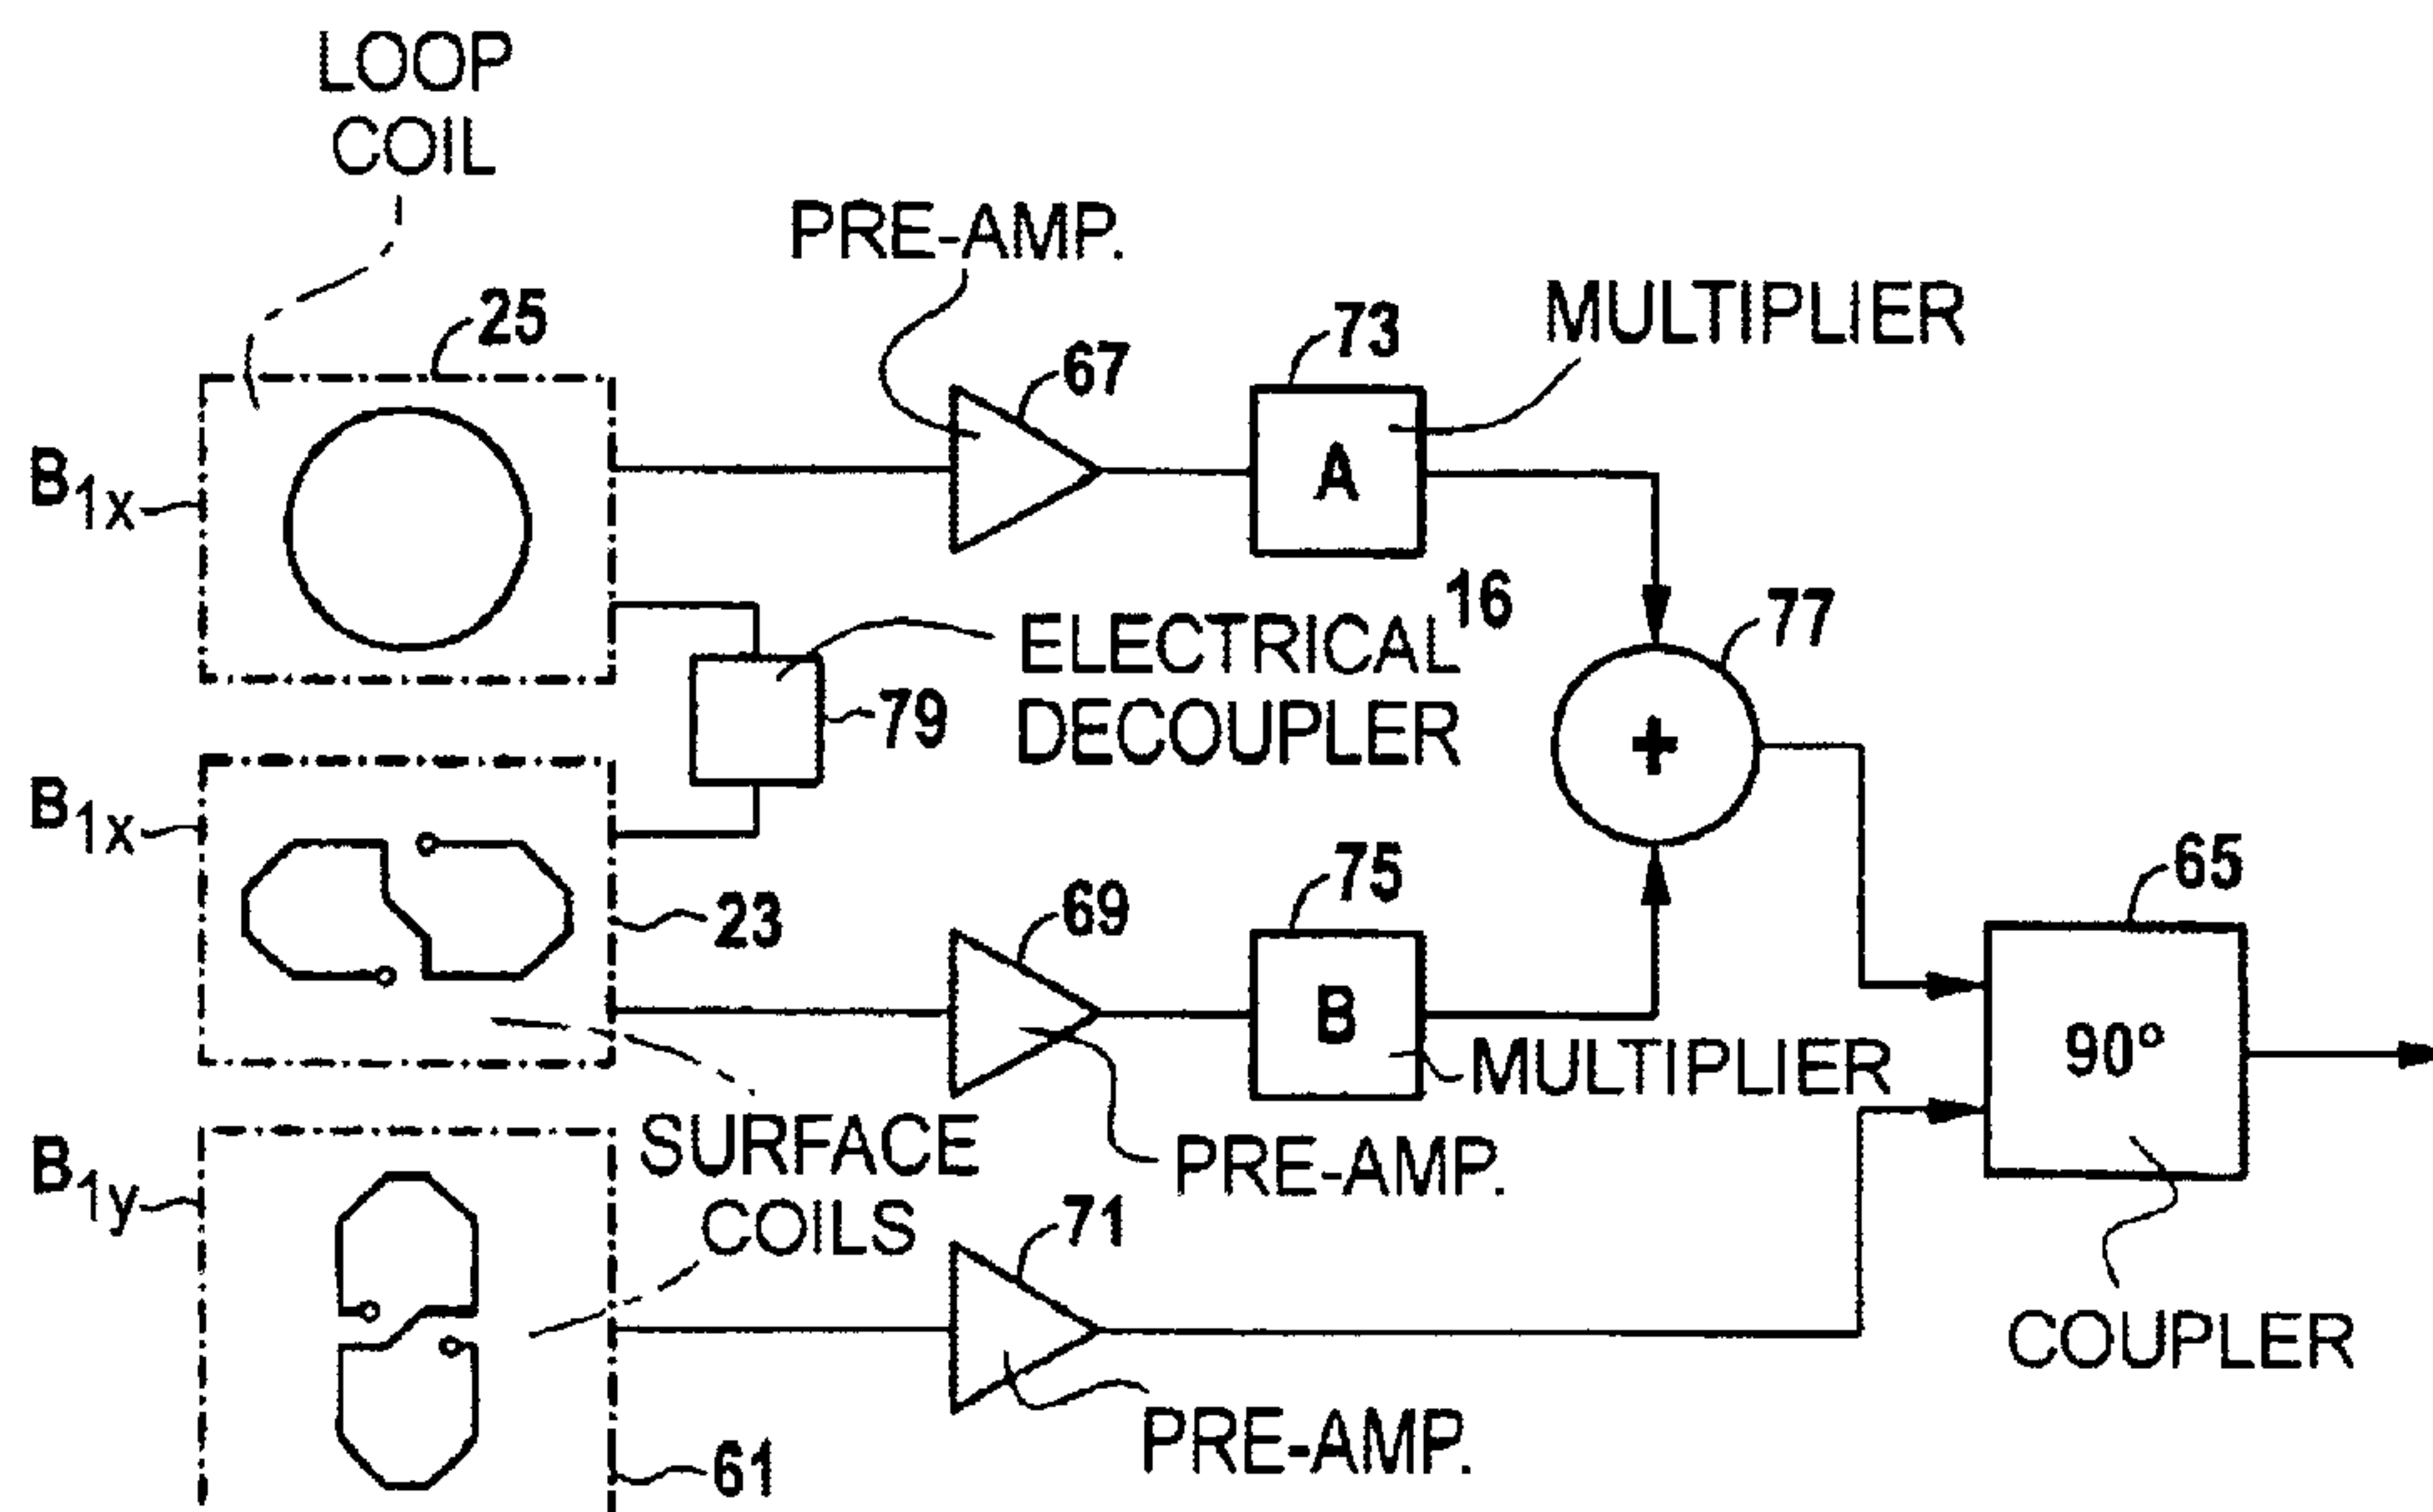 LOOP
COIL
25
B1x
PRE-AMP.
67
73
MULTIPLIER
A
16
ELECTRICAL
DECOUPLER
79
77
+
B1x
23
69
75
B
MULTIPLIER
PRE-AMP.
65
90°
COUPLER
SURFACE
COILS
B1y
61
71
PRE-AMP.